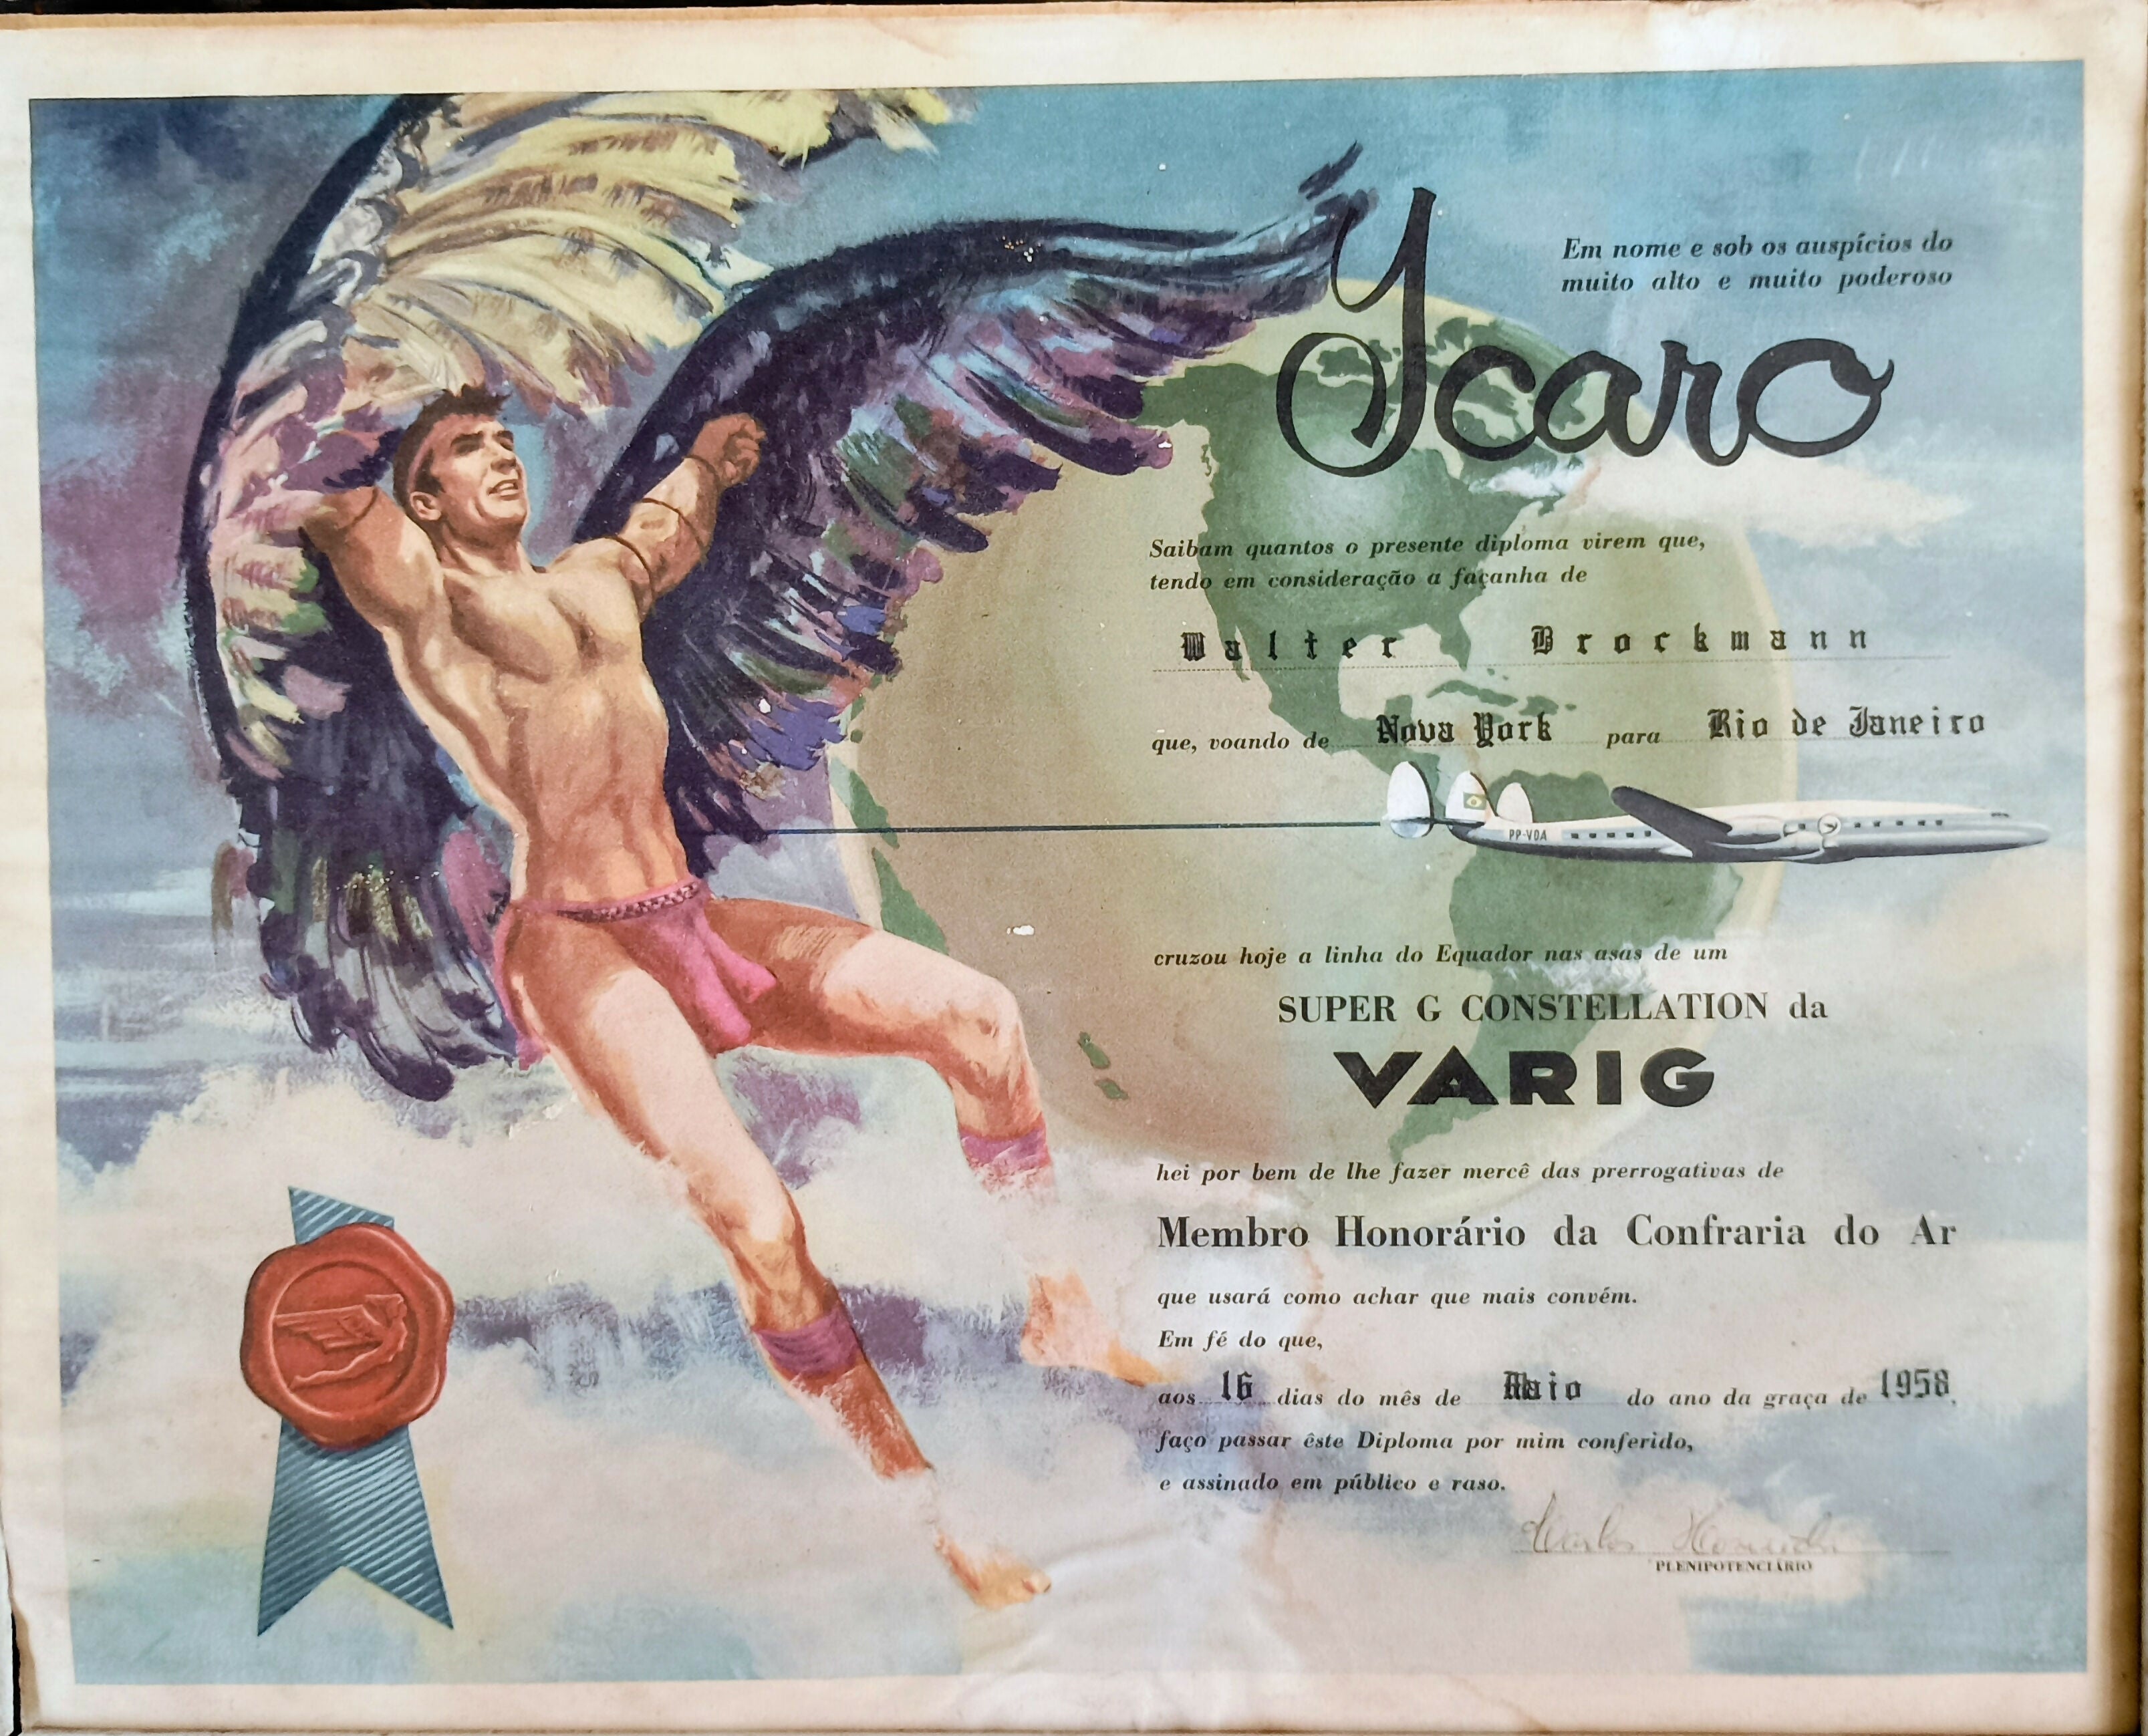 Em nome e sob os auspícios do
muito alto e muito poderoso
Ycaro
Saibam quantos o presente diploma virem que,
tendo em consideração a façanha de
Walter Brockmann
que, voando de Nova York para Rio de Janeiro
PP-VDA
cruzou hoje a linha do Equador nas asas de um
SUPER G CONSTELLATION da
VARIG
hei por bem de lhe fazer mercê das prerrogativas de
Membro Honorário da Confraria do Ar
que usará como achar que mais convém.
Em fé do que,
aos 16 dias do mês de Maio do ano da graça de 1958.
faço passar êste Diploma por mim conferido,
e assinado em público e raso.
PLENIPOTENCIÁRIO